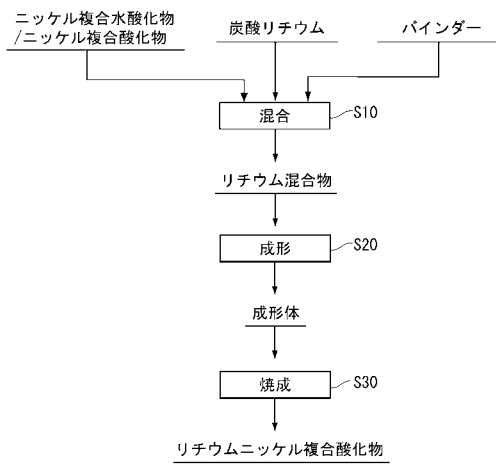 ニッケル複合水酸化物
/ニッケル複合酸化物
炭酸リチウム
バインダー
混合
S10
リチウム混合物
成形
S20
成形体
焼成
S30
リチウムニッケル複合酸化物